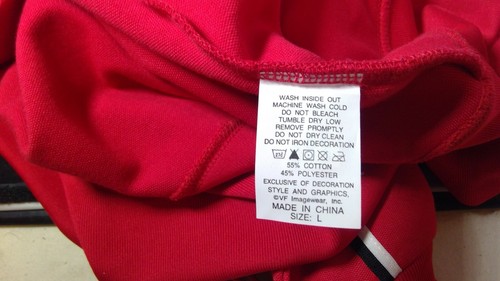 WASH INSIDE OUT
MACHINE WASH COLD
DO NOT BLEACH
TUMBLE DRY LOW
REMOVE PROMPTLY
DO NOT DRY CLEAN
DO NOT IRON DECORATION
55% COTTON
45% POLYESTER
EXCLUSIVE OF DECORATION
STYLE AND GRAPHICS,
©VF Imagewear, Inc.
MADE IN CHINA
SIZE: L